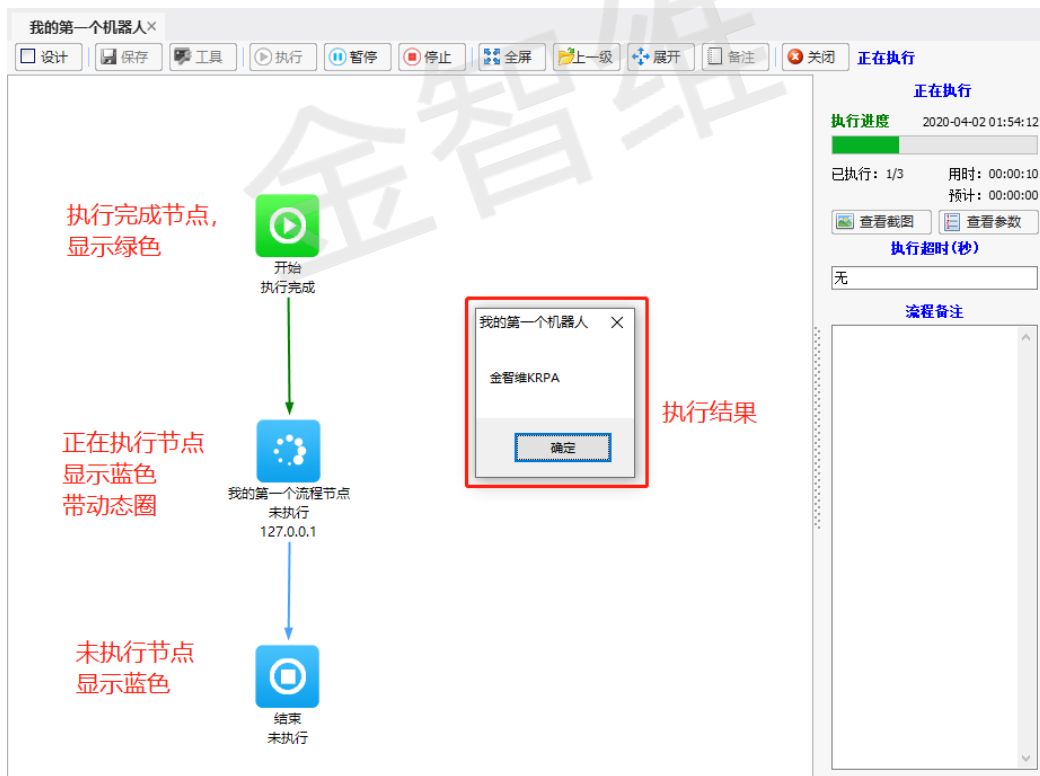 我的第一个机器人×
设计 保存 工具 执行 暂停 停止 全屏 上一级 展开 备注 关闭 正在执行
正在执行
执行进度 2020-04-02 01:54:12
已执行：1/3 用时：00:00:10
预计：00:00:00
查看截图 查看参数
执行超时(秒)
无
流程备注
金智维
执行完成节点，
显示绿色
开始
执行完成
我的第一个机器人 ×
金智维KRPA
确定
执行结果
正在执行节点
显示蓝色
带动态圈
我的第一个流程节点
未执行
127.0.0.1
未执行节点
显示蓝色
结束
未执行